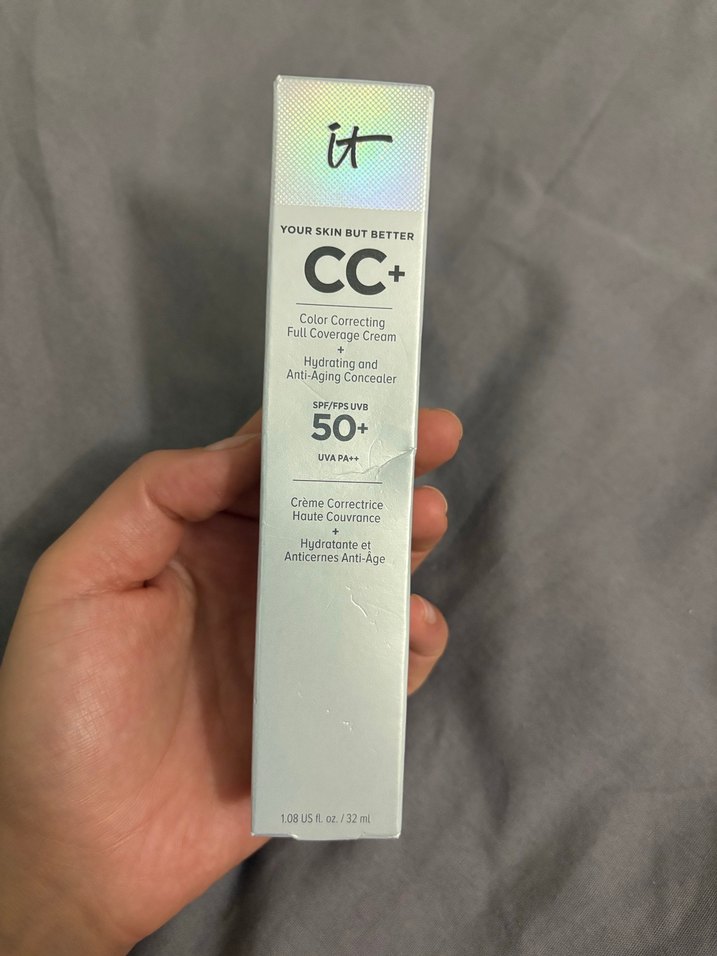 it
YOUR SKIN BUT BETTER
CC+
Color Correcting
Full Coverage Cream
+
Hydrating and
Anti-Aging Concealer
SPF/FPS UVB
50+
UVA PA++
Crème Correctrice
Haute Couvrance
+
Hydratante et
Anticernes Anti-Âge
1.08 US fl. oz. / 32 ml